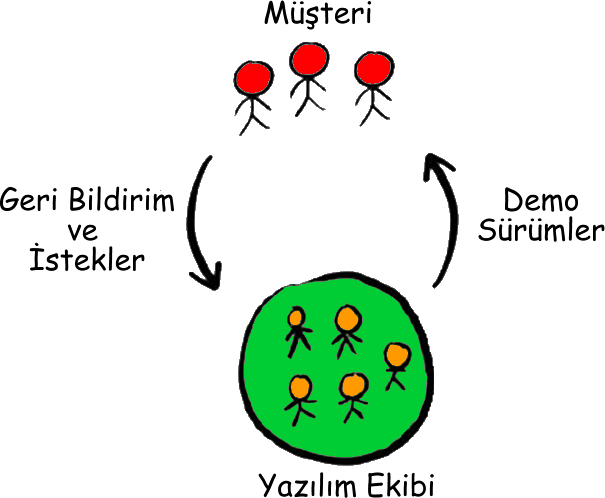 Müşteri
Geri Bildirim
ve
İstekler
Demo
Sürümler
Yazılım Ekibi